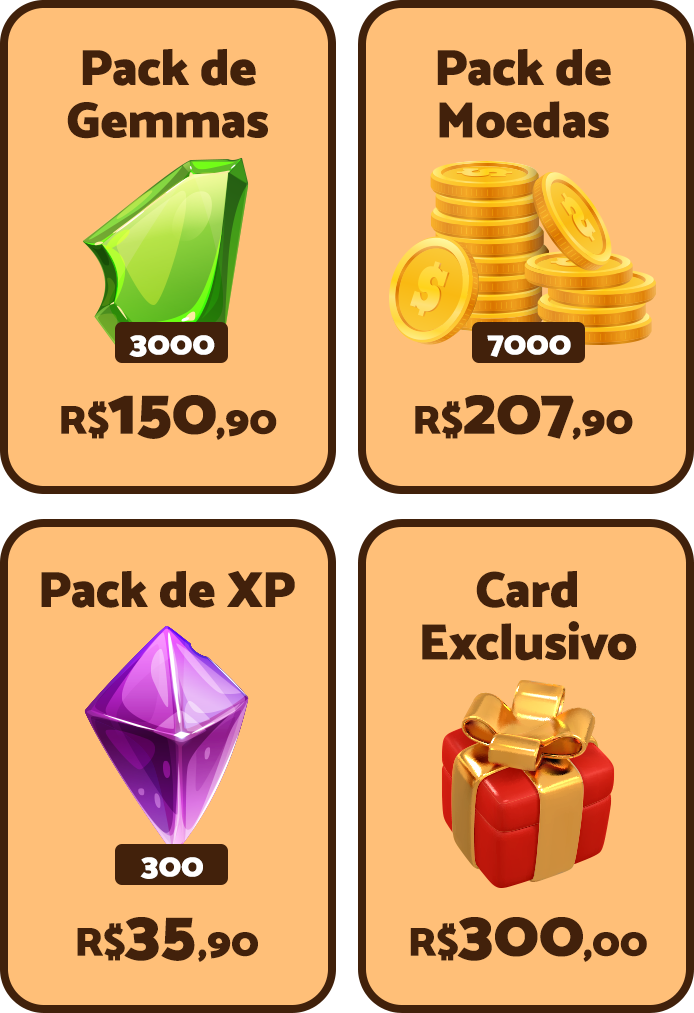 Pack de
Gemmas
3000
R$150,90
Pack de
Moedas
7000
R$207,90
Pack de XP
300
R$35,90
Card
Exclusivo
R$300,00